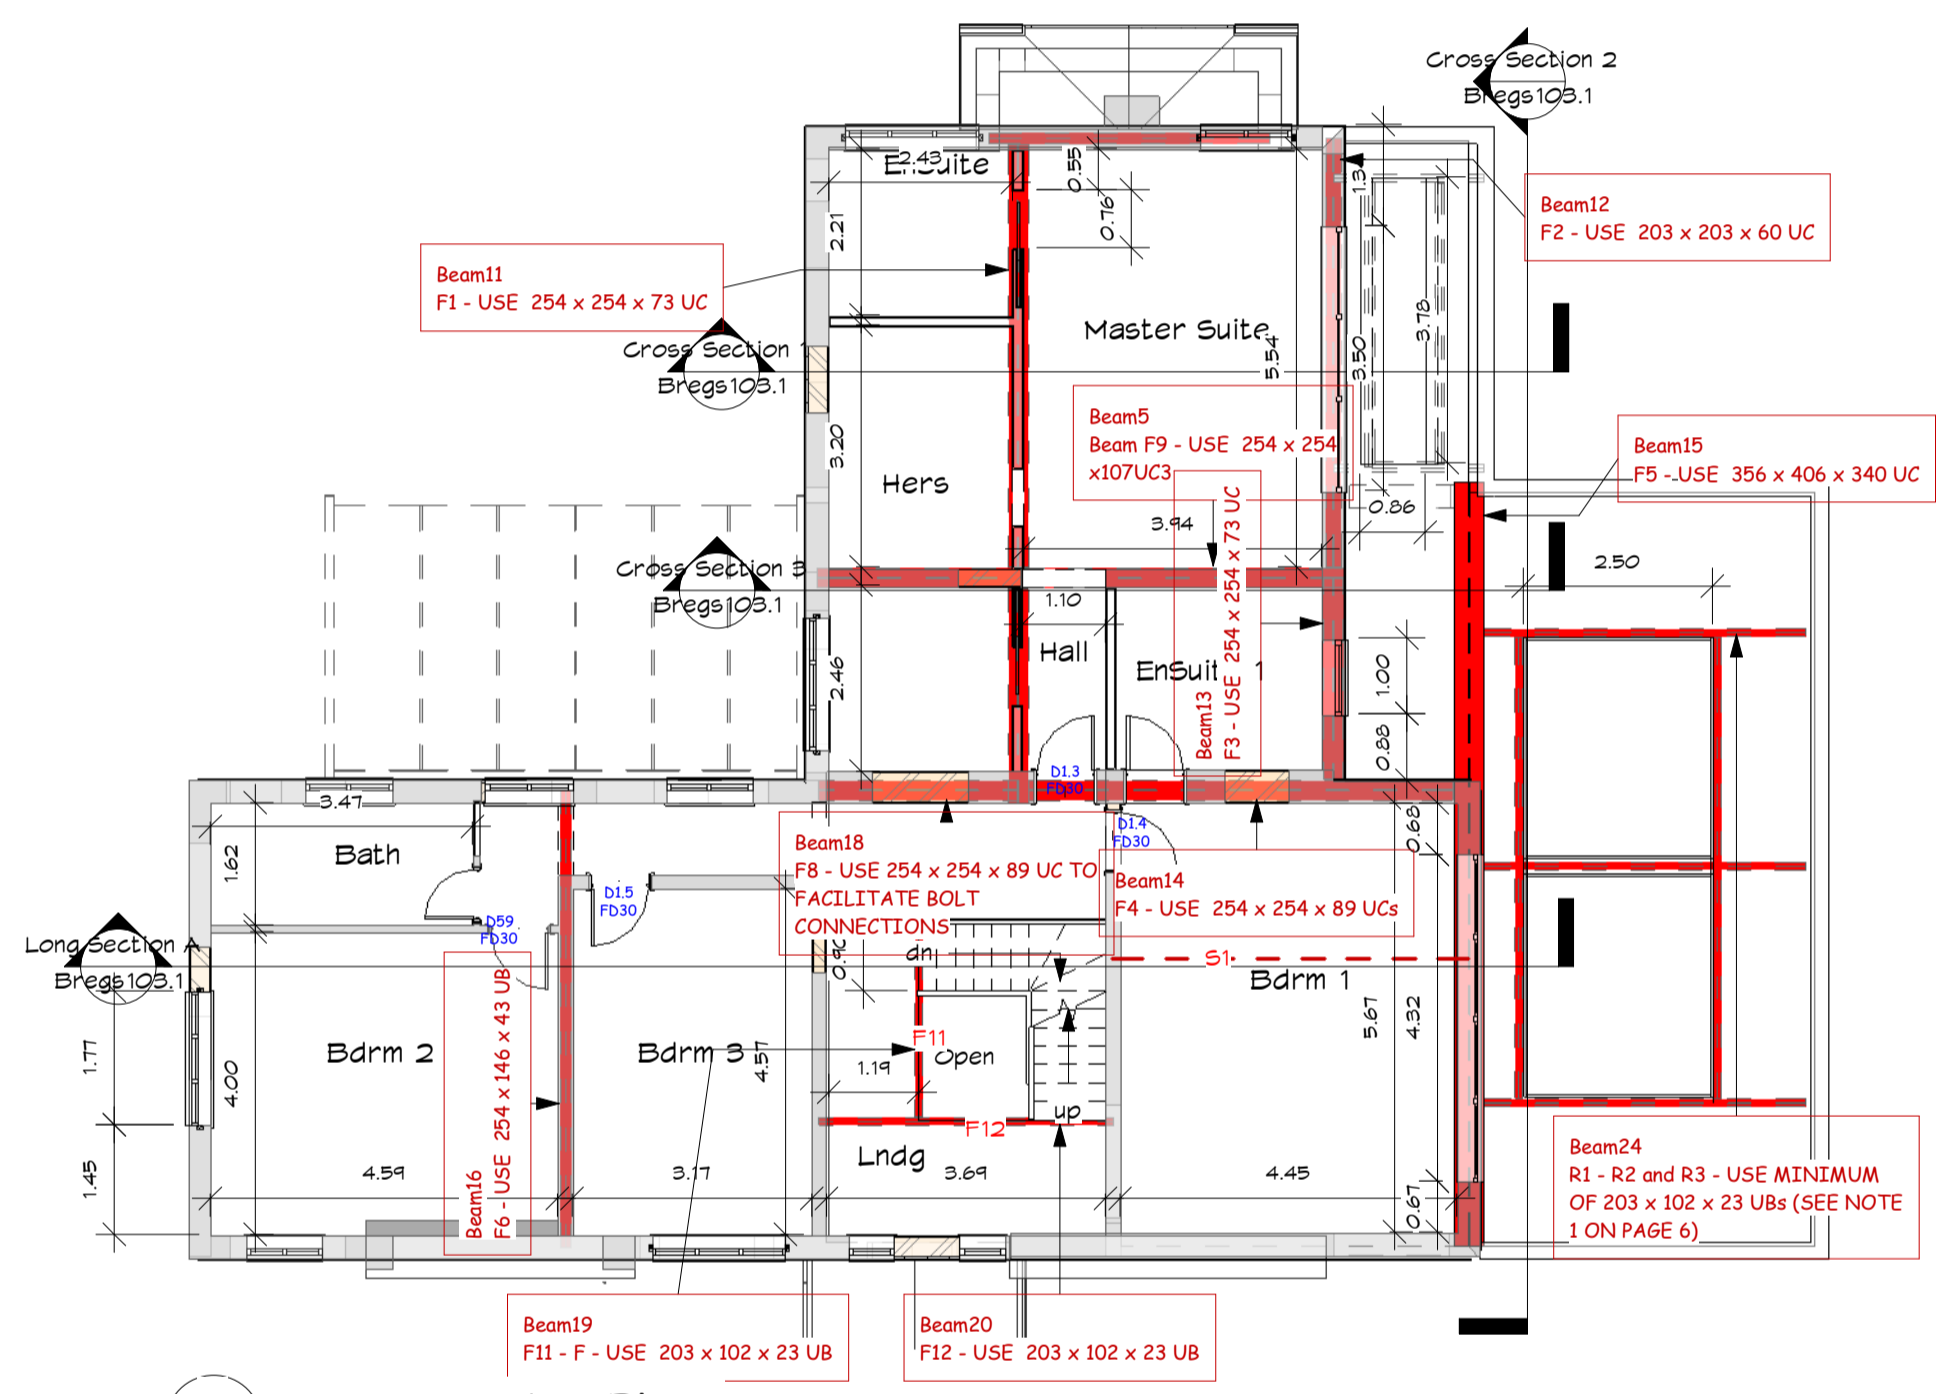 Cross Section 2
Bregs103.1
EnSuite
2.43
0.55
1.3
0.76
2.21
Beam12
F2 - USE 203 x 203 x 60 UC
Beam11
F1 - USE 254 x 254 x 73 UC
Master Suite
3.78
3.50
5.54
Cross Section 1
Bregs103.1
3.20
Hers
Beam5
Beam F9 - USE 254 x 254
x107UC3
Beam15
F5 - USE 356 x 406 x 340 UC
0.86
3.94
2.50
Cross Section 3
Bregs103.1
1.10
Hall
EnSuit 1
2.46
Beam13
F3 - USE 254 x 254 x 73 UC
1.00
0.88
D1.3
FD30
3.47
Bath
1.62
D1.5
FD30
D59
FD30
Beam18
F8 - USE 254 x 254 x 89 UC TO
FACILITATE BOLT
CONNECTIONS
D1.4
FD30
0.68
Beam14
F4 - USE 254 x 254 x 89 UCs
Long Section A
Bregs103.1
dn
0.90
S1
Bdrm 1
5.67
4.32
Bdrm 2
Bdrm 3
4.57
F11
Open
1.19
1.77
4.00
up
F12
Lndg
1.45
4.59
3.17
3.69
4.45
0.67
Beam16
F6 - USE 254 x 146 x 43 UB
Beam24
R1 - R2 and R3 - USE MINIMUM
OF 203 x 102 x 23 UBs (SEE NOTE
1 ON PAGE 6)
Beam19
F11 - F - USE 203 x 102 x 23 UB
Beam20
F12 - USE 203 x 102 x 23 UB